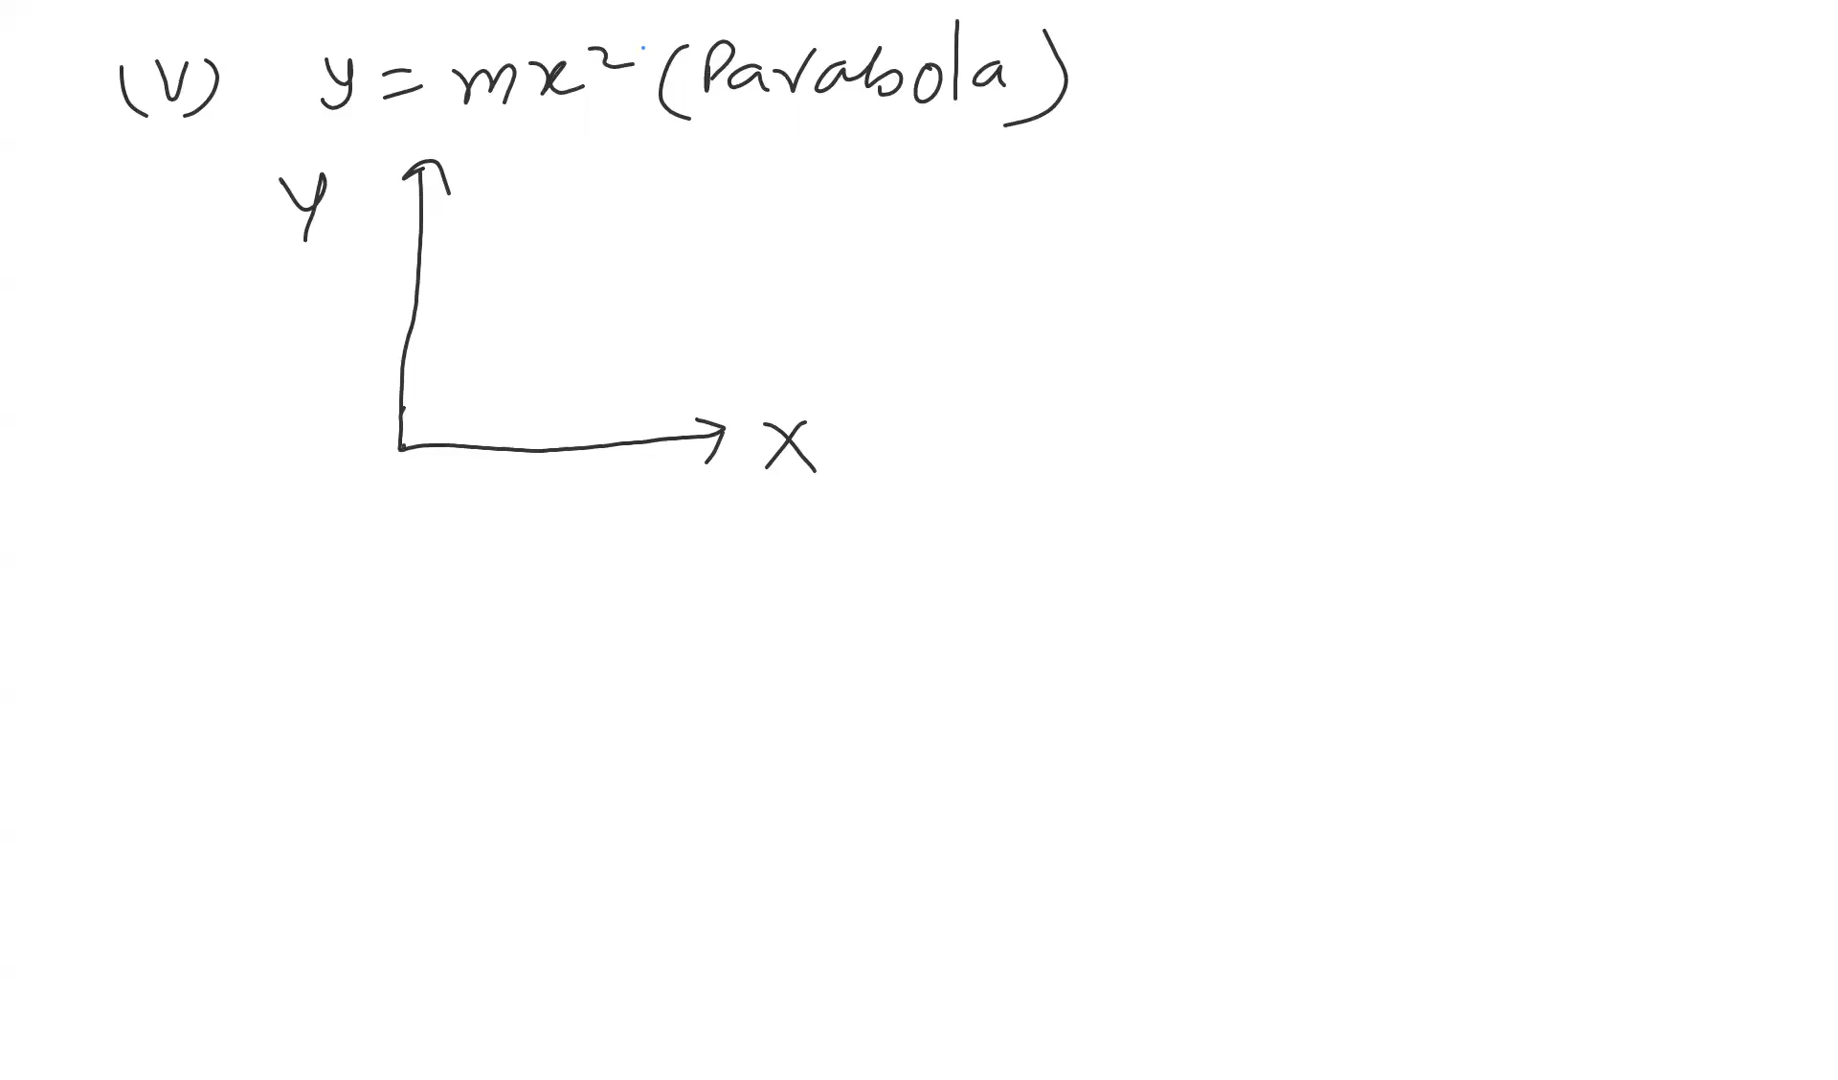 (V) y = mx² (Parabola)
Y
X